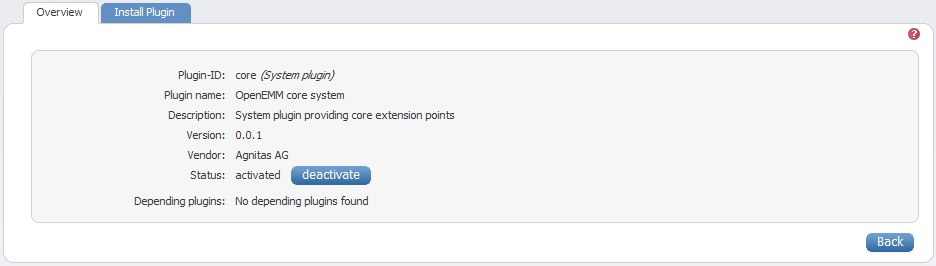 Overview Install Plugin
?
Plugin-ID: core (System plugin)
Plugin name: OpenEMM core system
Description: System plugin providing core extension points
Version: 0.0.1
Vendor: Agnitas AG
Status: activated deactivate
Depending plugins: No depending plugins found
Back